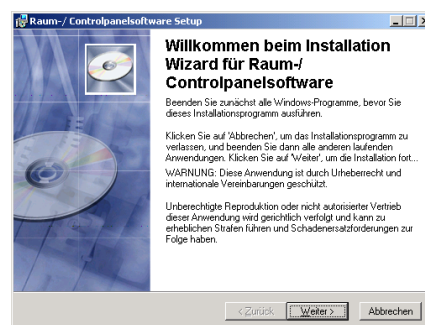 Raum-/ Controlpanelsoftware Setup
Willkommen beim Installation
Wizard für Raum-/
Controlpanelsoftware
Beenden Sie zunächst alle Windows-Programme, bevor Sie
dieses Installationsprogramm ausführen.
Klicken Sie auf 'Abbrechen', um das Installationsprogramm zu
verlassen, und beenden Sie dann alle anderen laufenden
Anwendungen. Klicken Sie auf 'Weiter', um die Installation fort...
WARNUNG: Diese Anwendung ist durch Urheberrecht und
internationale Vereinbarungen geschützt.
Unberechtigte Reproduktion oder nicht autorisierter Vertrieb
dieser Anwendung wird gerichtlich verfolgt und kann zu
erheblichen Strafen führen und Schadenersatzforderungen zur
Folge haben.
< Zurück Weiter > Abbrechen